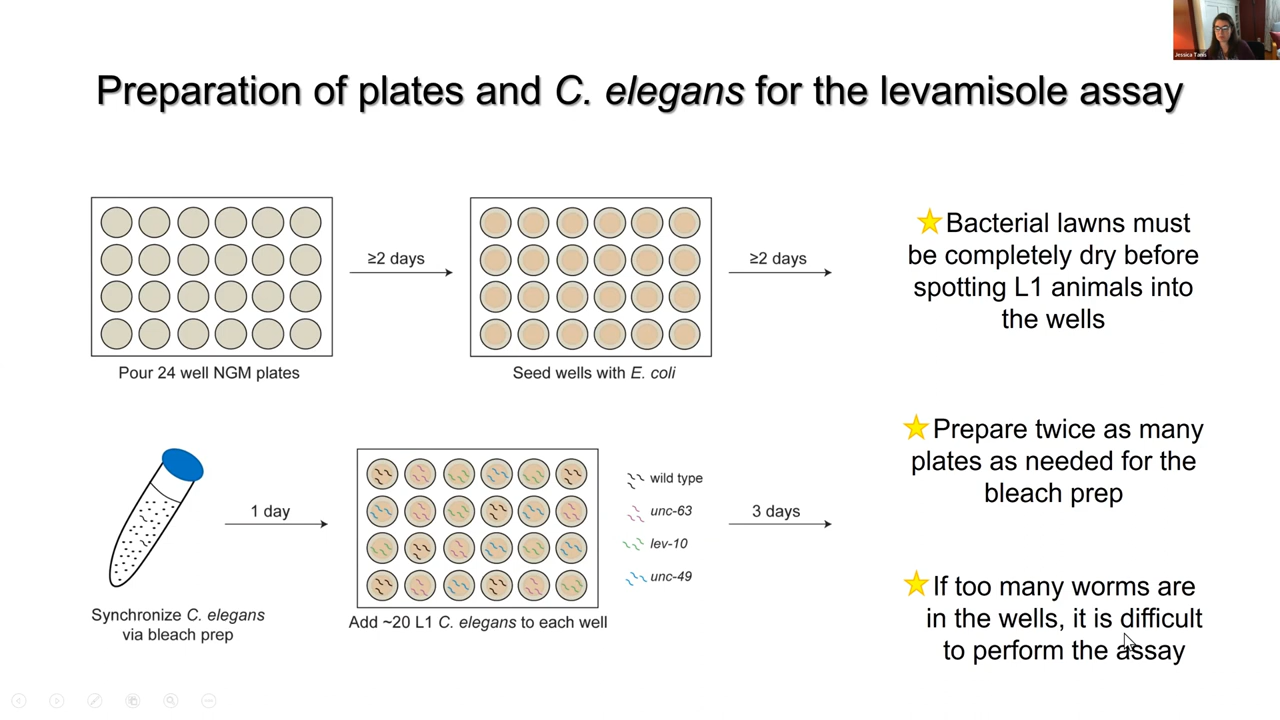 Jessica Tanis
Preparation of plates and C. elegans for the levamisole assay
≥2 days
≥2 days
Pour 24 well NGM plates
Seed wells with E. coli
Bacterial lawns must
be completely dry before
spotting L1 animals into
the wells
1 day
wild type
unc-63
lev-10
unc-49
3 days
Synchronize C. elegans
via bleach prep
Add ~20 L1 C. elegans to each well
Prepare twice as many
plates as needed for the
bleach prep
If too many worms are
in the wells, it is difficult
to perform the assay